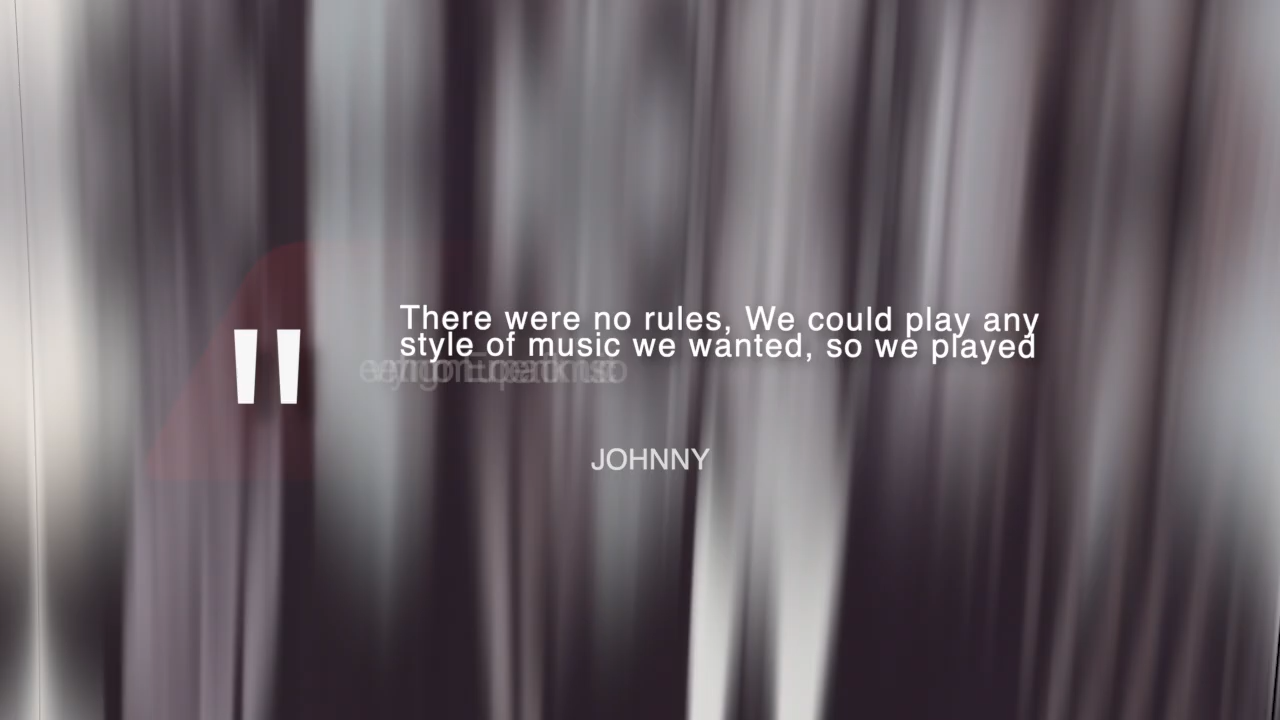 "
There were no rules, We could play any
style of music we wanted, so we played
JOHNNY